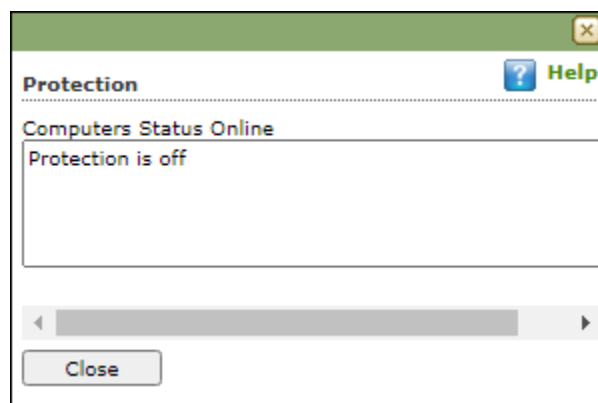 Protection
Help
Computers Status Online
Protection is off
Close